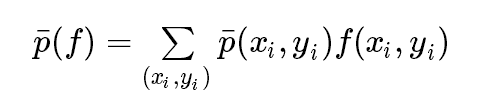 p̄(f) = ∑_{(x_i,y_i)} p̄(x_i,y_i)f(x_i,y_i)